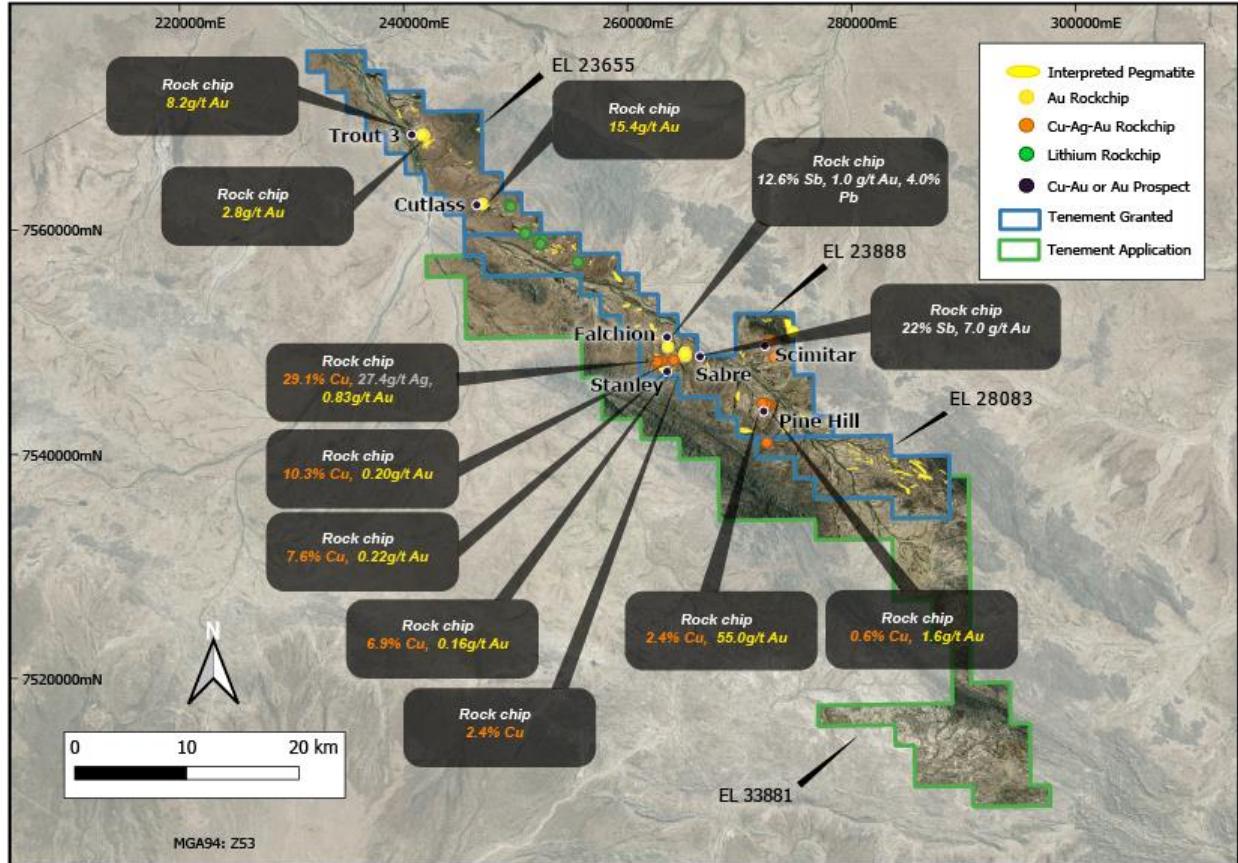 220000mE
240000mE
260000mE
280000mE
300000mE
EL 23655
Rock chip
8.2g/t Au
Rock chip
15.4g/t Au
Trout 3
Rock chip
12.6% Sb, 1.0 g/t Au, 4.0%
Pb
Rock chip
2.8g/t Au
Cutlass
Interpreted Pegmatite
Au Rockchip
Cu-Ag-Au Rockchip
Lithium Rockchip
Cu-Au or Au Prospect
Tenement Granted
Tenement Application
7560000mN
EL 23888
Rock chip
22% Sb, 7.0 g/t Au
Falchion
Scimitar
Sabre
Stanley
Rock chip
29.1% Cu, 27.4g/t Ag,
0.83g/t Au
EL 28083
Pine Hill
Rock chip
10.3% Cu, 0.20g/t Au
7540000mN
Rock chip
7.6% Cu, 0.22g/t Au
Rock chip
6.9% Cu, 0.16g/t Au
Rock chip
2.4% Cu, 55.0g/t Au
Rock chip
0.6% Cu, 1.6g/t Au
N
7520000mN
Rock chip
2.4% Cu
0 10 20 km
EL 33881
MGA94: Z53